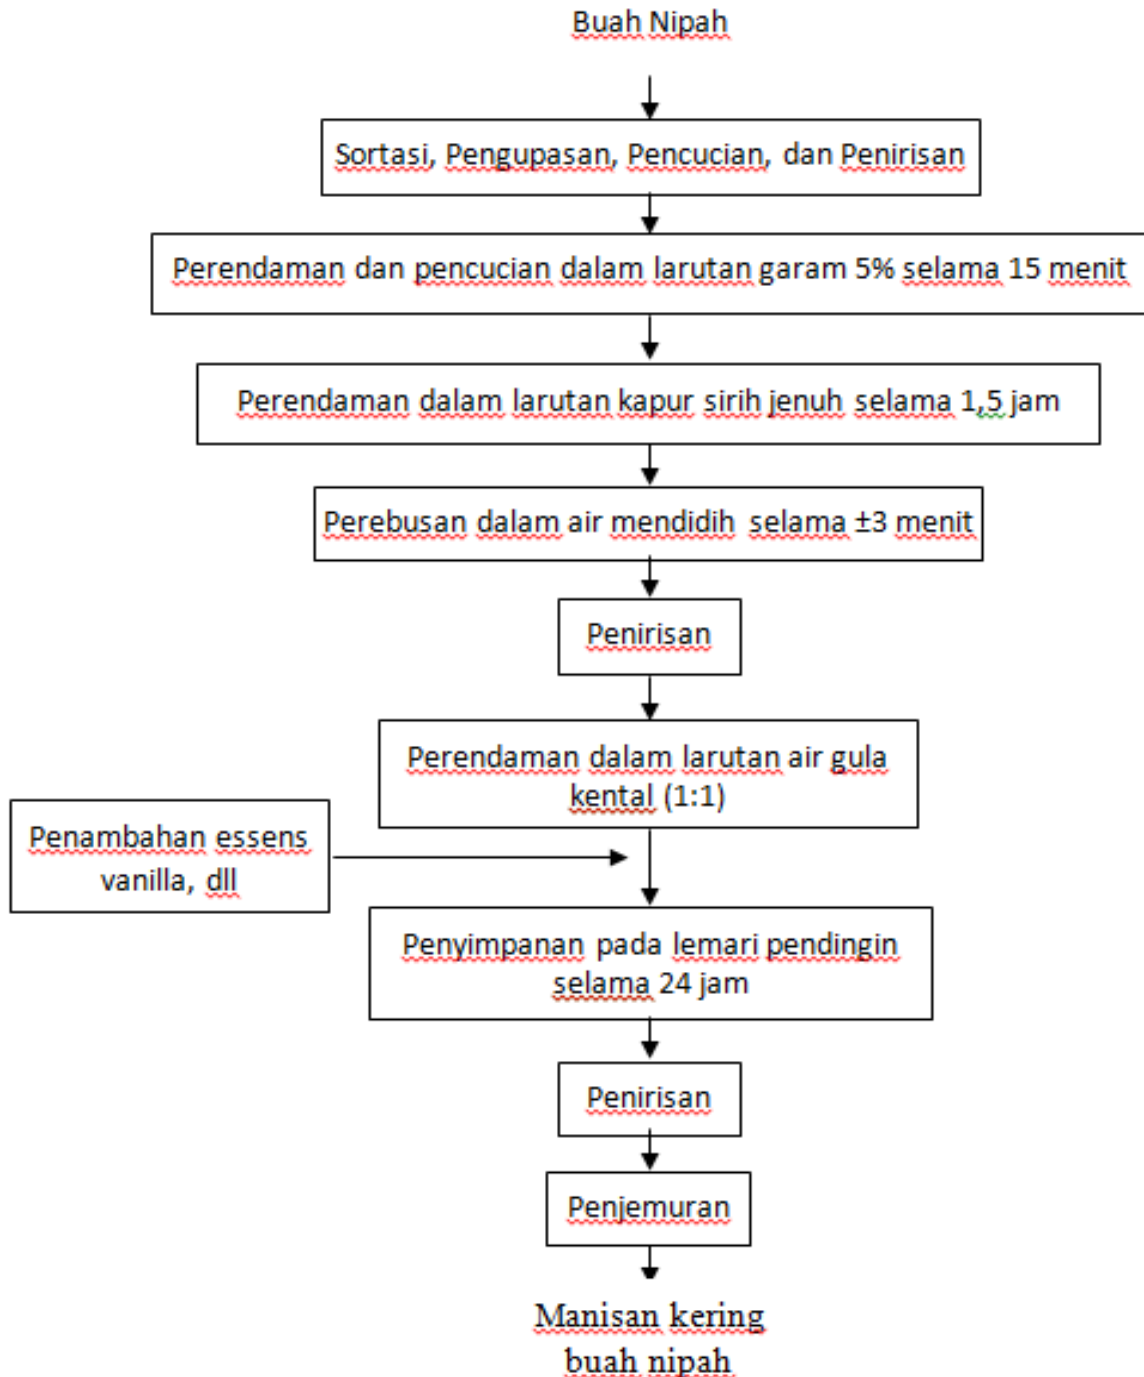 Buah Nipah
Sortasi, Pengupasan, Pencucian, dan Penirisan
Perendaman dan pencucian dalam larutan garam 5% selama 15 menit
Perendaman dalam larutan kapur sirih jenuh selama 1,5 jam
Perebusan dalam air mendidih selama ±3 menit
Penirisan
Perendaman dalam larutan air gula
kental (1:1)
Penambahan essens
vanilla, dll
Penyimpanan pada lemari pendingin
selama 24 jam
Penirisan
Penjemuran
Manisan kering
buah nipah